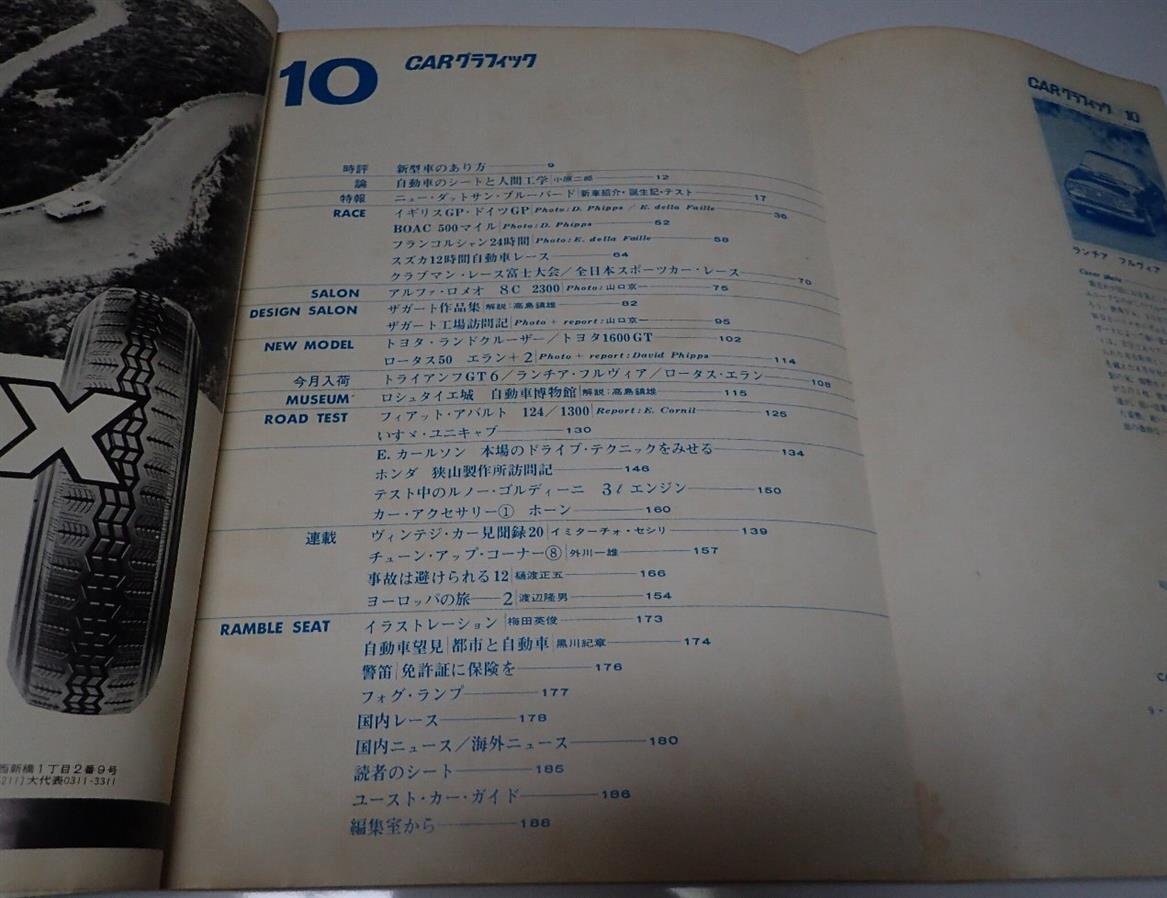 10 CARグラフィック
時評 新型車のあり方 9
論 自動車のシートと人間工学|小原二郎 12
特報 ニュー・ダットサン・ブルーバード|新車紹介・誕生記・テスト 17
RACE イギリスGP・ドイツGP|Photo:D. Phipps / E. della Faille 36
BOAC 500マイル|Photo:D. Phipps 52
フランコルシャン24時間|Photo:E. della Faille 58
スズカ12時間自動車レース 64
クラブマン・レース富士大会/全日本スポーツカー・レース 70
SALON アルファ・ロメオ 8C 2300|Photo:山口京一 75
DESIGN SALON ザガート作品集|解説:高島鎮雄 82
ザガート工場訪問記|Photo + report:山口京一 95
NEW MODEL トヨタ・ランドクルーザー/トヨタ1600GT 102
ロータス50 エラン+2|Photo + report:David Phipps 114
今月入荷 トライアンフGT6/ランチア・フルヴィア/ロータス・エラン 108
MUSEUM ロシュタイエ城 自動車博物館|解説:高島鎮雄 115
ROAD TEST フィアット・アバルト 124/1300|Report:E. Cornil 125
いすゞ・ユニキャブ 130
E. カールソン 本場のドライブ・テクニックをみせる 134
ホンダ 狭山製作所訪問記 146
テスト中のルノー・ゴルディーニ 3ℓ エンジン 150
カー・アクセサリー① ホーン 160
連載 ヴィンテジ・カー見聞録20|イミターチォ・セシリ 139
チューン・アップ・コーナー⑧|外川一雄 157
事故は避けられる12|樋渡正五 166
ヨーロッパの旅──2|渡辺隆男 154
RAMBLE SEAT イラストレーション|梅田英俊 173
自動車望見|都市と自動車|黒川紀章 174
警笛|免許証に保険を 176
フォグ・ランプ 177
国内レース 178
国内ニュース/海外ニュース 180
読者のシート 185
ユースト・カー・ガイド 186
編集室から 188
CARグラフィック 10
ランチア フルヴィア
Cover photo
X
西新橋1丁目2番9号
211)大代表0311-3311